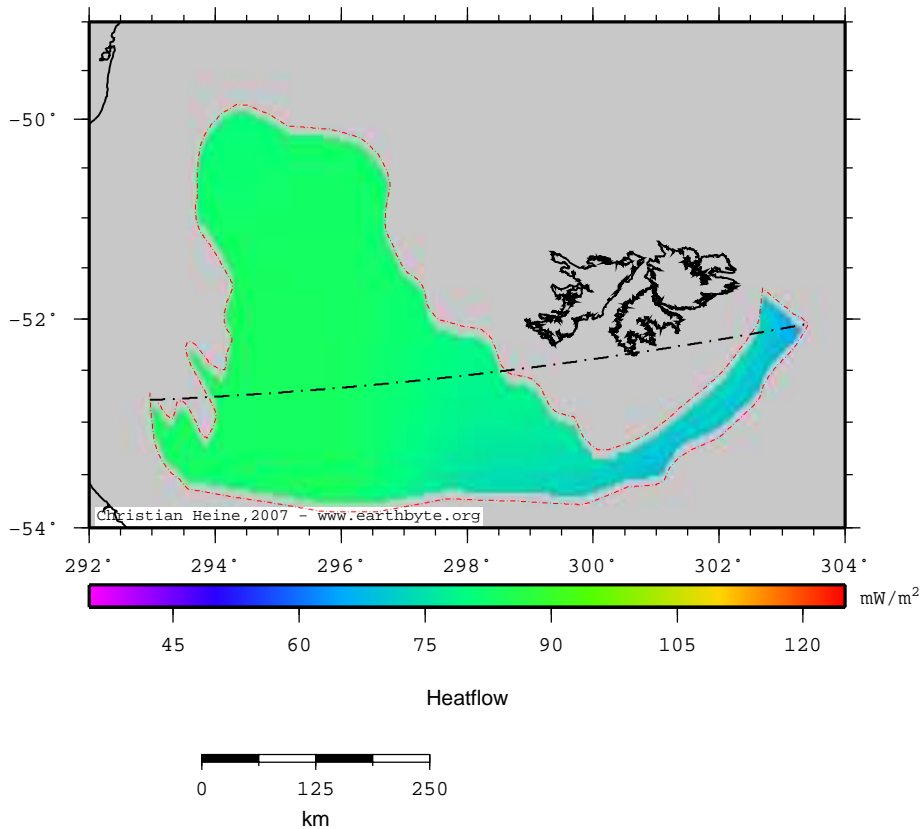 -50°
-52°
-54°
Christian Heine,2007 - www.earthbyte.org
292° 294° 296° 298° 300° 302° 304°
mW/m²
45 60 75 90 105 120
Heatflow
0 125 250
km